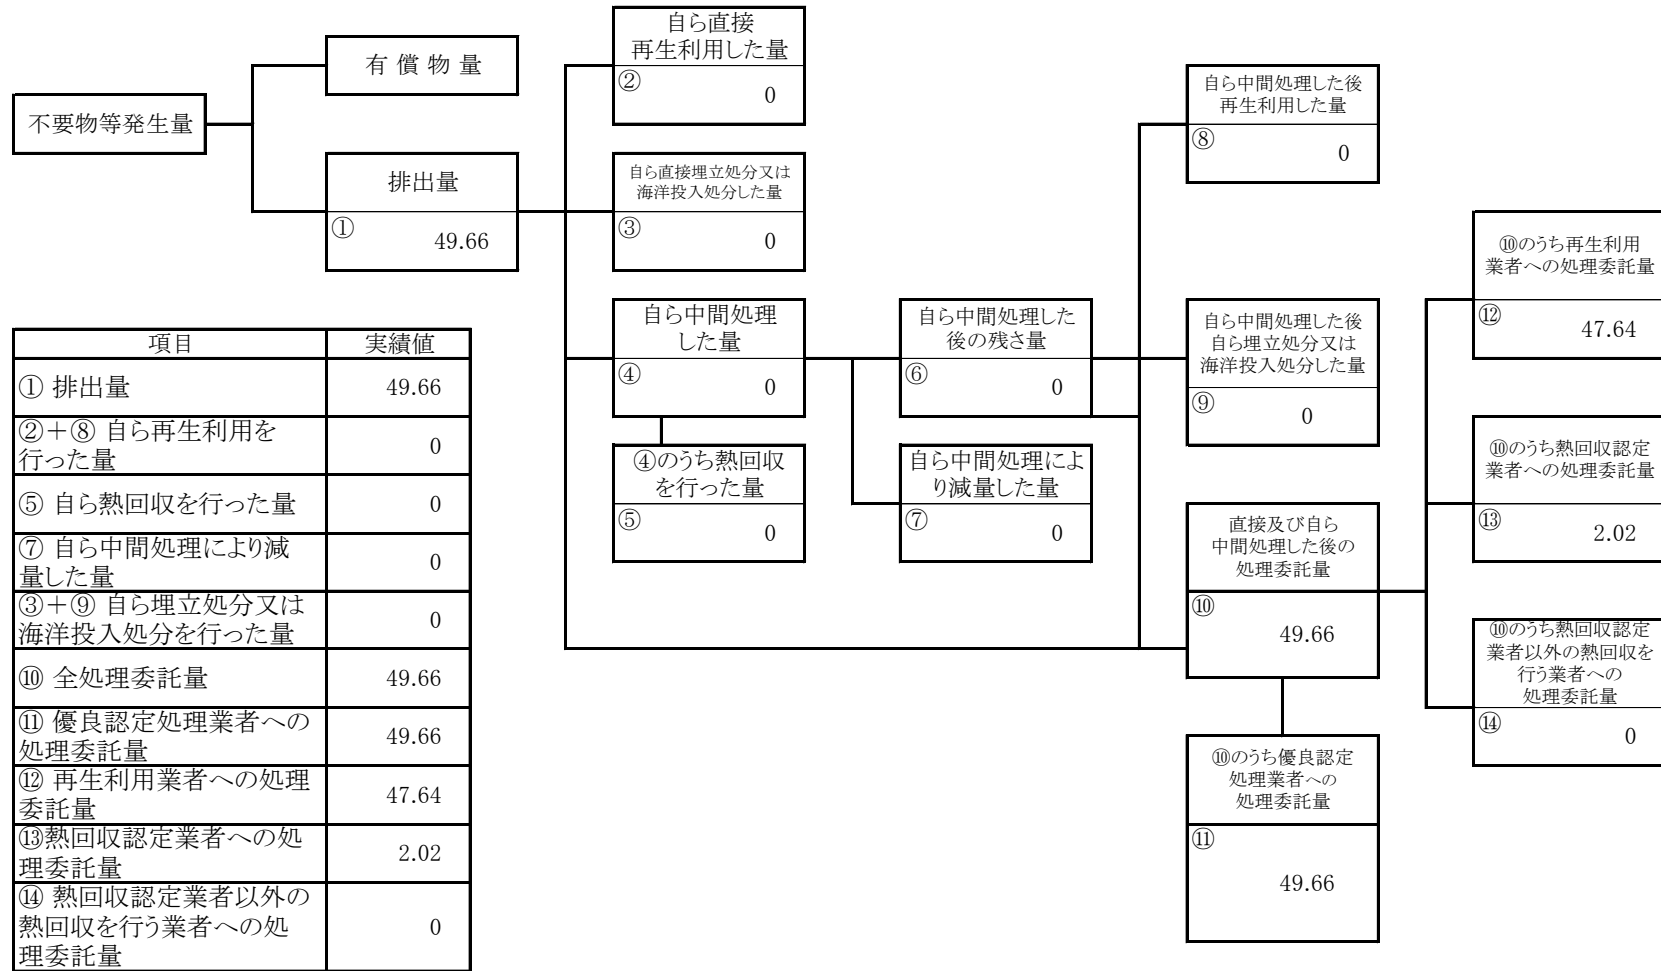 不要物等発生量
有 償 物 量
排出量
①
49.66
自ら直接
再生利用した量
②
0
自ら直接埋立処分又は
海洋投入処分した量
③
0
自ら中間処理
した量
④
0
④のうち熱回収
を行った量
⑤
0
自ら中間処理した
後の残さ量
⑥
0
自ら中間処理によ
り減量した量
⑦
0
自ら中間処理した後
再生利用した量
⑧
0
自ら中間処理した後
自ら埋立処分又は
海洋投入処分した量
⑨
0
直接及び自ら
中間処理した後の
処理委託量
⑩
49.66
⑩のうち優良認定
処理業者への
処理委託量
⑪
49.66
⑩のうち再生利用
業者への処理委託量
⑫
47.64
⑩のうち熱回収認定
業者への処理委託量
⑬
2.02
⑩のうち熱回収認定
業者以外の熱回収を
行う業者への
処理委託量
⑭
0
項目 実績値
① 排出量 49.66
②＋⑧ 自ら再生利用を
行った量 0
⑤ 自ら熱回収を行った量 0
⑦ 自ら中間処理により減
量した量 0
③＋⑨ 自ら埋立処分又は
海洋投入処分を行った量 0
⑩ 全処理委託量 49.66
⑪ 優良認定処理業者への
処理委託量 49.66
⑫ 再生利用業者への処理
委託量 47.64
⑬熱回収認定業者への処
理委託量 2.02
⑭ 熱回収認定業者以外の
熱回収を行う業者への処
理委託量 0